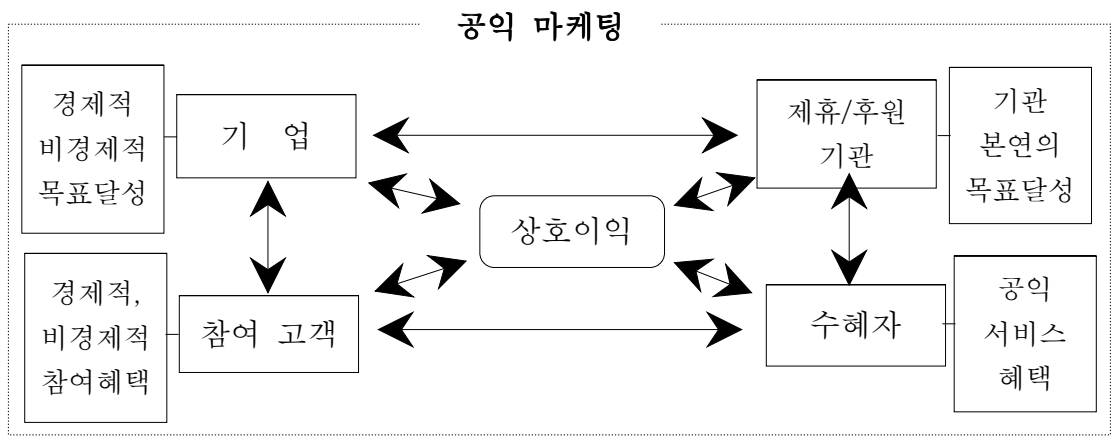 공익 마케팅
경제적
비경제적
목표달성
기 업
제휴/후원
기관
기관
본연의
목표달성
상호이익
경제적,
비경제적
참여혜택
참여 고객
수혜자
공익
서비스
혜택